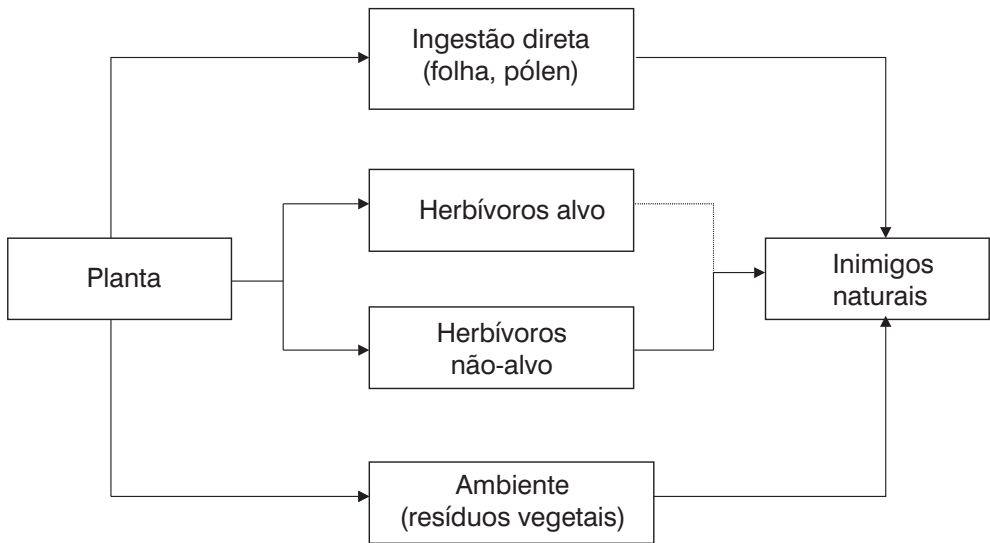 Ingestão direta
(folha, pólen)
Herbívoros alvo
Planta
Inimigos
naturais
Herbívoros
não-alvo
Ambiente
(resíduos vegetais)